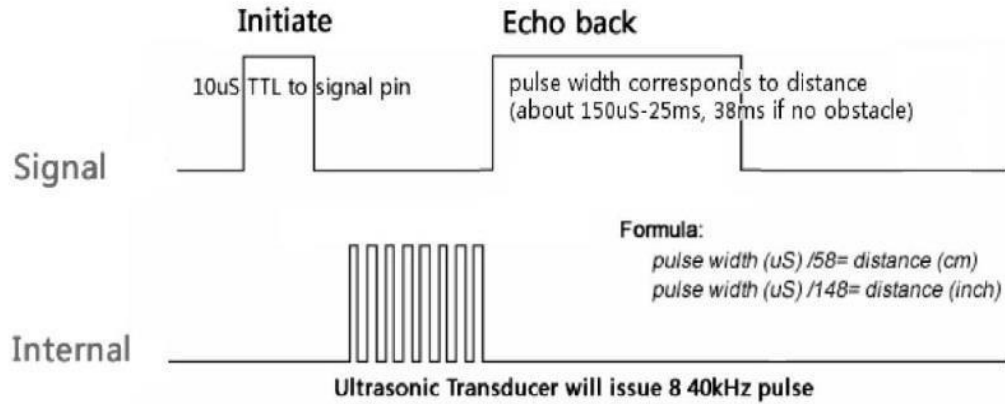 Initiate
Echo back
10uS TTL to signal pin
pulse width corresponds to distance
(about 150uS-25ms, 38ms if no obstacle)
Signal
Formula:
pulse width (uS) /58= distance (cm)
pulse width (uS) /148= distance (inch)
Internal
Ultrasonic Transducer will issue 8 40kHz pulse